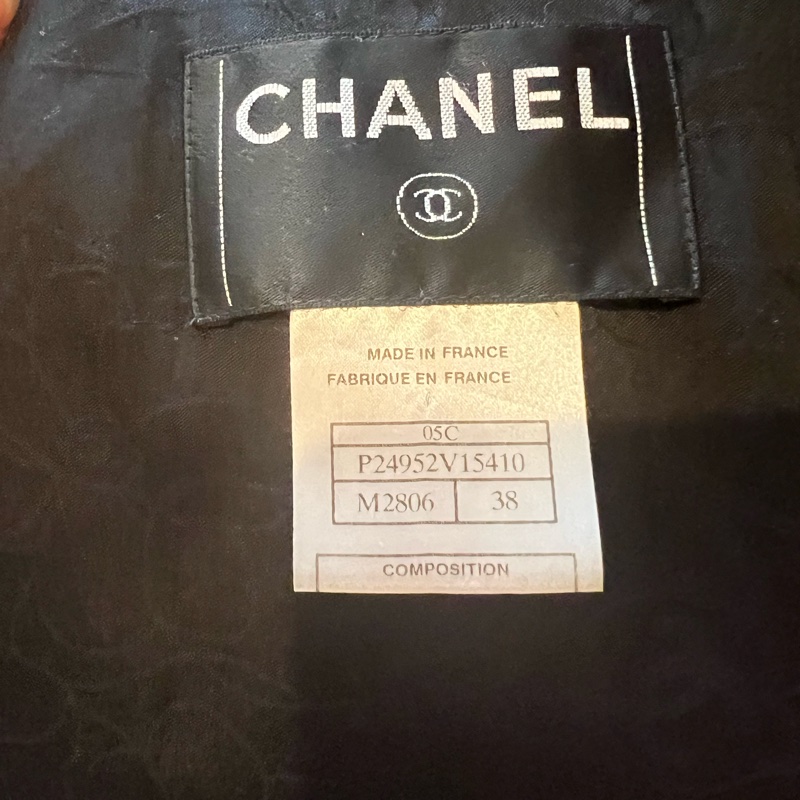 CHANEL
MADE IN FRANCE
FABRIQUE EN FRANCE
05C
P24952V15410
M2806 38
COMPOSITION